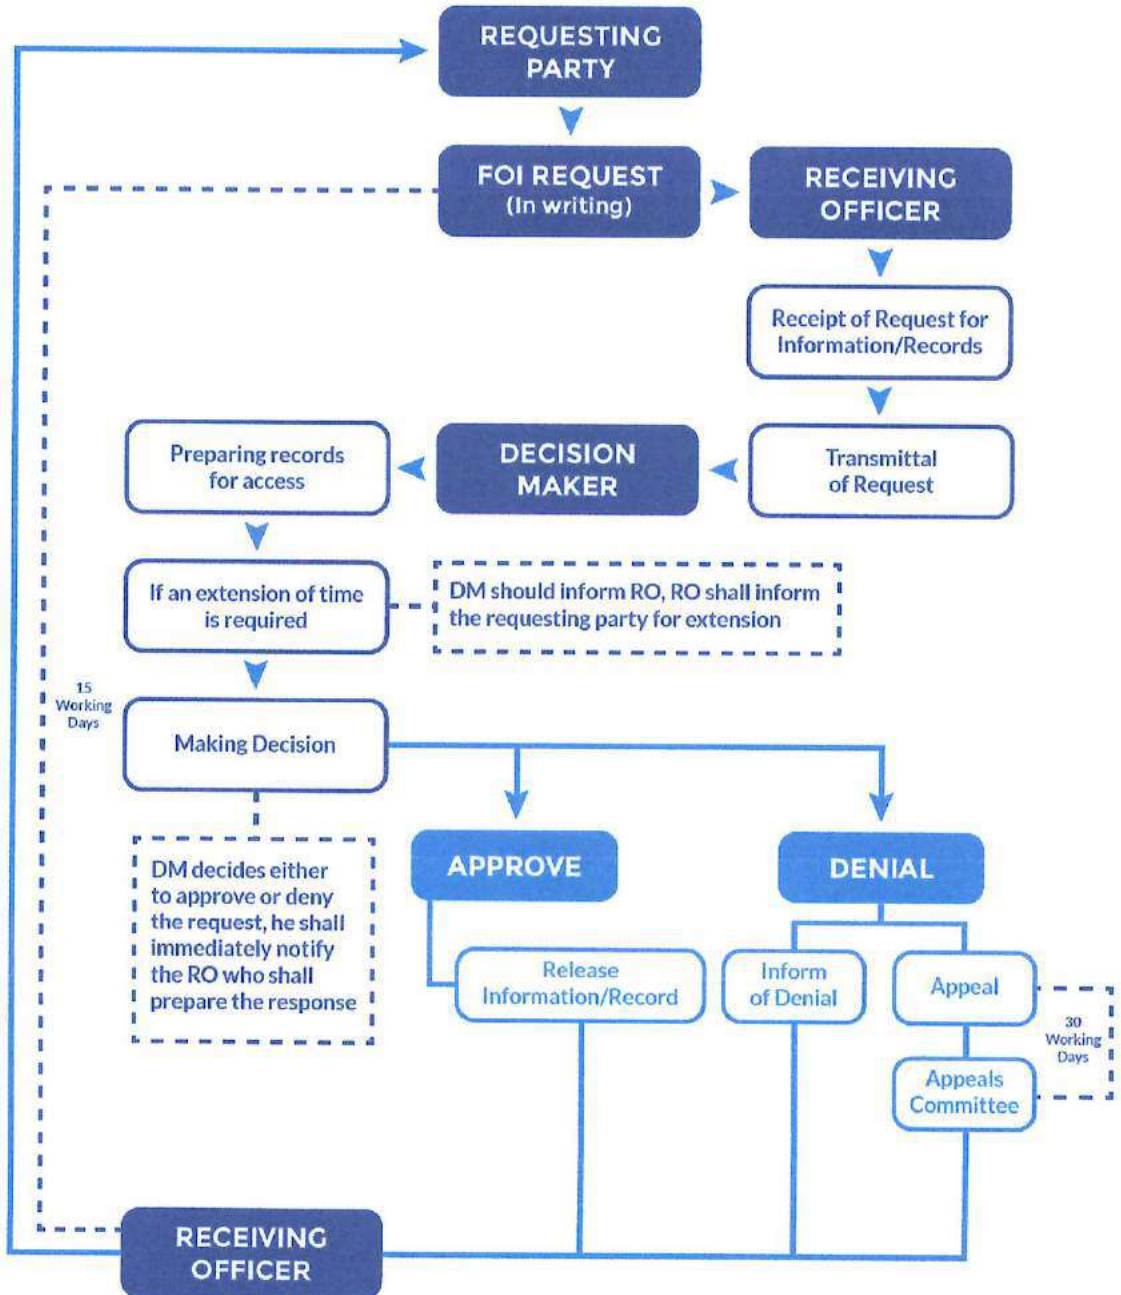 REQUESTING
PARTY
FOI REQUEST
(In writing)
RECEIVING
OFFICER
Receipt of Request for
Information/Records
Transmittal
of Request
DECISION
MAKER
Preparing records
for access
If an extension of time
is required
DM should inform RO, RO shall inform
the requesting party for extension
15
Working
Days
Making Decision
DM decides either
to approve or deny
the request, he shall
immediately notify
the RO who shall
prepare the response
APPROVE
DENIAL
Release
Information/Record
Inform
of Denial
Appeal
30
Working
Days
Appeals
Committee
RECEIVING
OFFICER